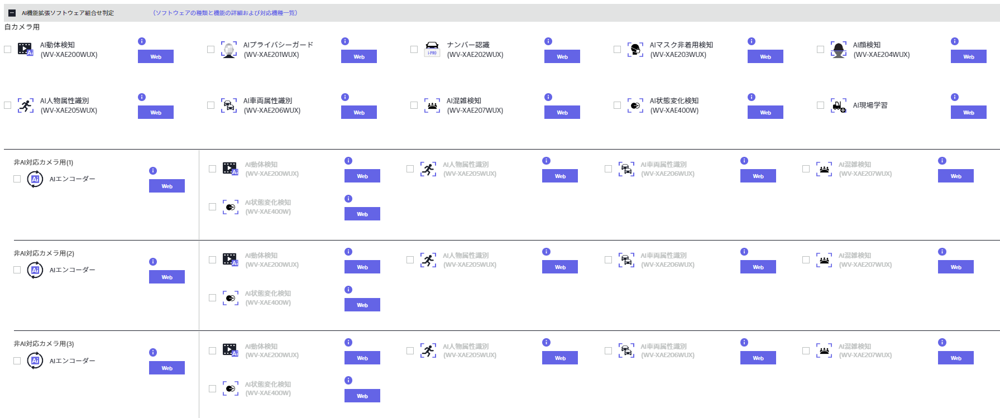 AI機能拡張ソフトウェア組合せ判定 (ソフトウェアの種類と機能の詳細および対応機種一覧)
自カメラ用
AI動体検知
(WV-XAE200WUX)
Web
AIプライバシーガード
(WV-XAE201WUX)
Web
i-PRO
ナンバー認識
(WV-XAE202WUX)
Web
AIマスク非着用検知
(WV-XAE203WUX)
Web
AI顔検知
(WV-XAE204WUX)
Web
AI人物属性識別
(WV-XAE205WUX)
Web
AI車両属性識別
(WV-XAE206WUX)
Web
AI混雑検知
(WV-XAE207WUX)
Web
AI状態変化検知
(WV-XAE400W)
Web
AI現場学習
Web
非AI対応カメラ用(1)
Ai
AIエンコーダー
Web
AI動体検知
(WV-XAE200WUX)
Web
AI人物属性識別
(WV-XAE205WUX)
Web
AI車両属性識別
(WV-XAE206WUX)
Web
AI混雑検知
(WV-XAE207WUX)
Web
AI状態変化検知
(WV-XAE400W)
Web
非AI対応カメラ用(2)
Ai
AIエンコーダー
Web
AI動体検知
(WV-XAE200WUX)
Web
AI人物属性識別
(WV-XAE205WUX)
Web
AI車両属性識別
(WV-XAE206WUX)
Web
AI混雑検知
(WV-XAE207WUX)
Web
AI状態変化検知
(WV-XAE400W)
Web
非AI対応カメラ用(3)
Ai
AIエンコーダー
Web
AI動体検知
(WV-XAE200WUX)
Web
AI人物属性識別
(WV-XAE205WUX)
Web
AI車両属性識別
(WV-XAE206WUX)
Web
AI混雑検知
(WV-XAE207WUX)
Web
AI状態変化検知
(WV-XAE400W)
Web